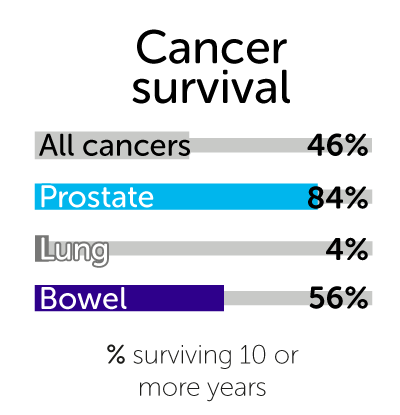 Cancer
survival
All cancers 46%
Prostate 84%
Lung 4%
Bowel 56%
% surviving 10 or
more years